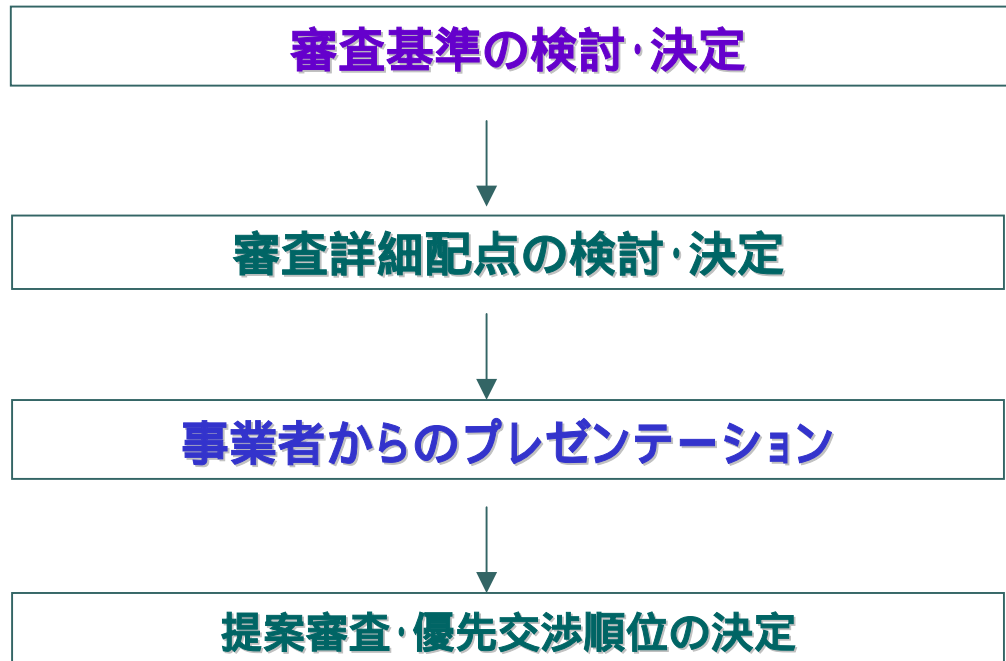 審査基準の検討・決定
審査詳細配点の検討・決定
事業者からのプレゼンテーション
提案審査・優先交渉順位の決定